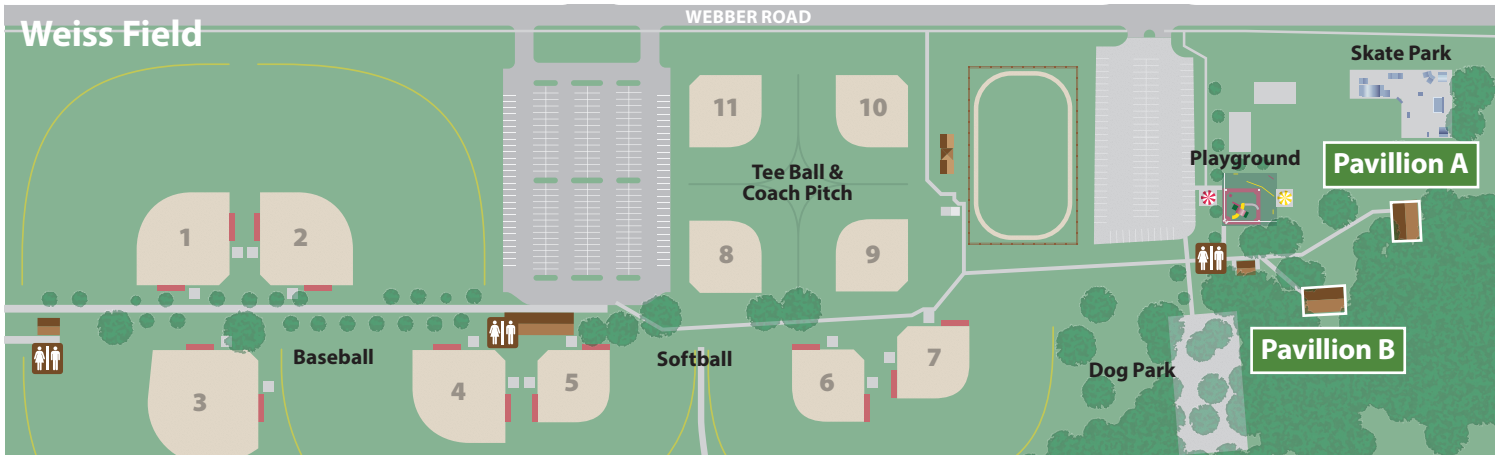 WEBBER ROAD
Weiss Field
Skate Park
11
10
Playground
Pavillion A
Tee Ball &
Coach Pitch
1
2
8
9
Pavillion B
Baseball
Softball
7
Dog Park
6
5
4
3